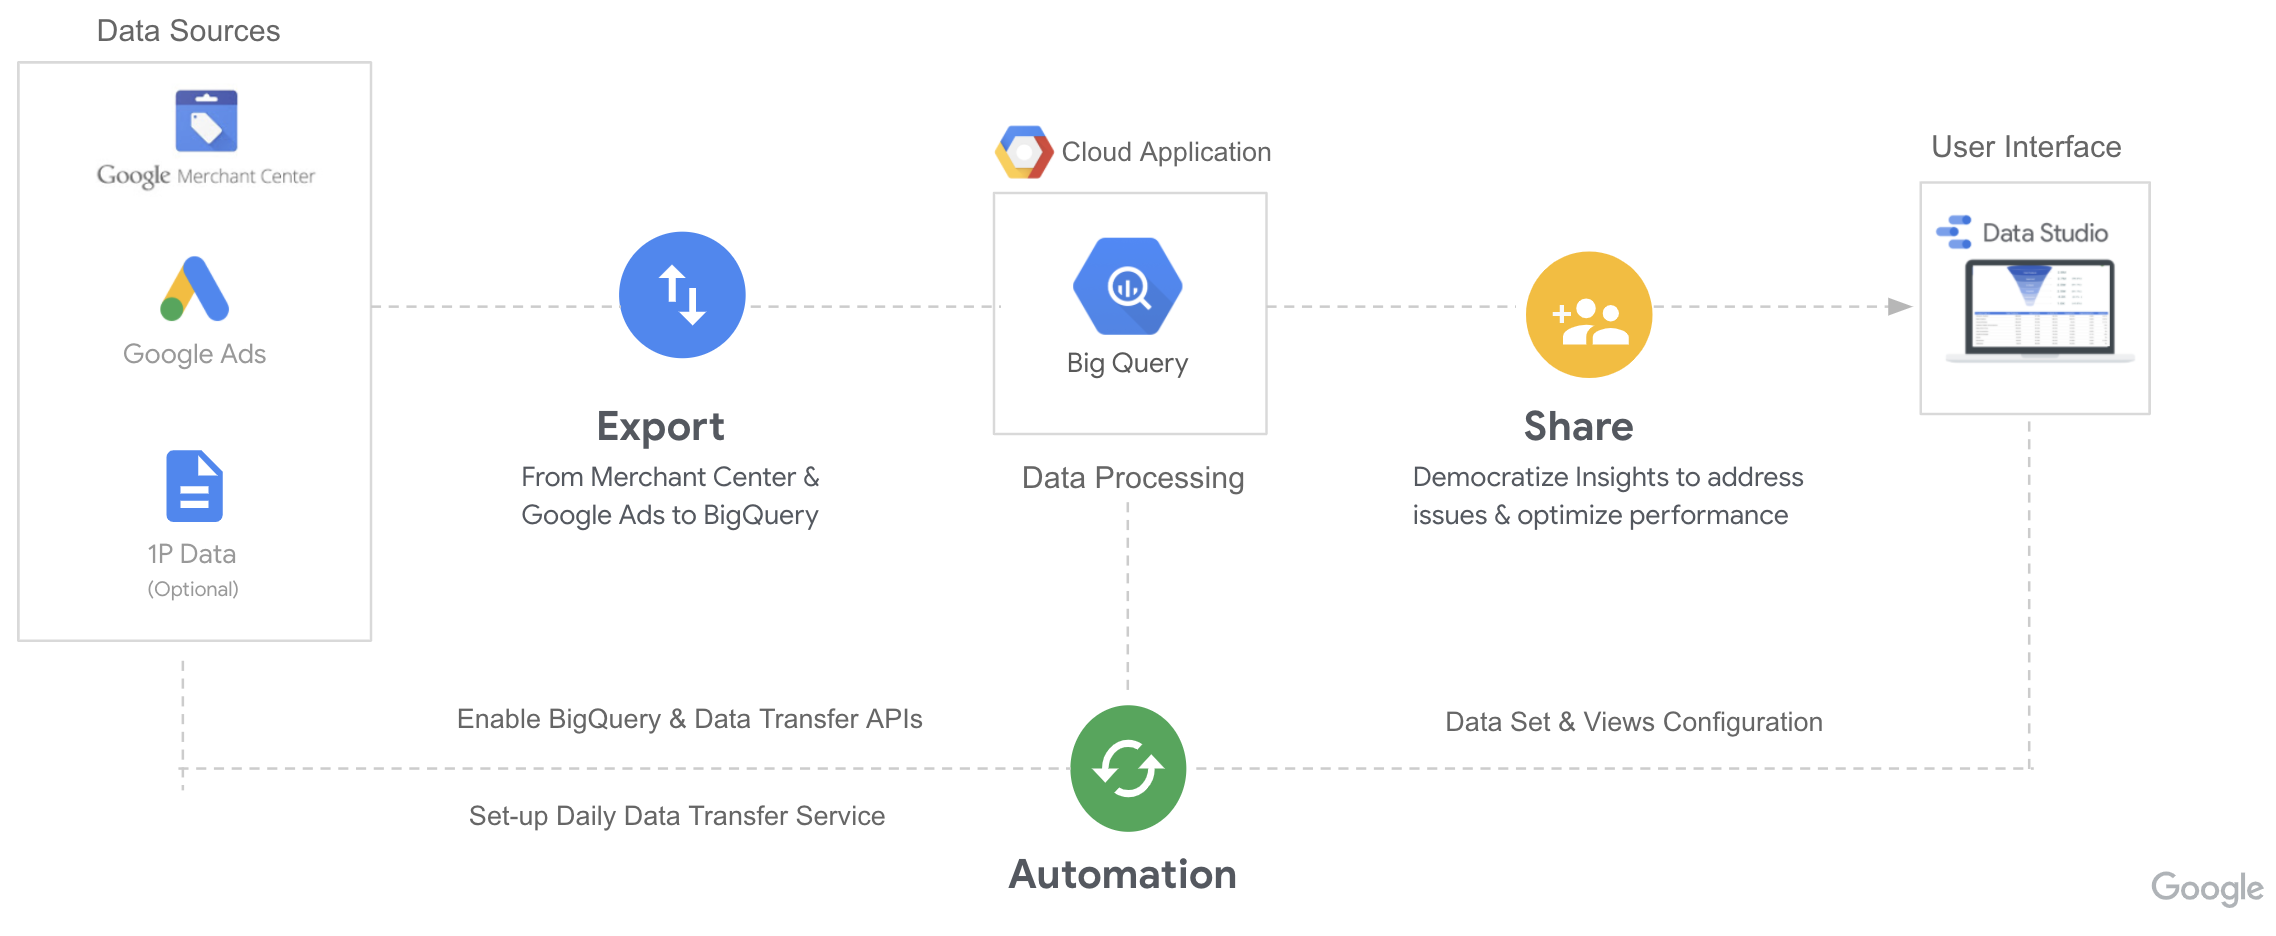 Data Sources
Google Merchant Center
Google Ads
1P Data
(Optional)
Export
From Merchant Center &
Google Ads to BigQuery
Cloud Application
Big Query
Data Processing
Share
Democratize Insights to address
issues & optimize performance
User Interface
Data Studio
Enable BigQuery & Data Transfer APIs
Set-up Daily Data Transfer Service
Data Set & Views Configuration
Automation
Google